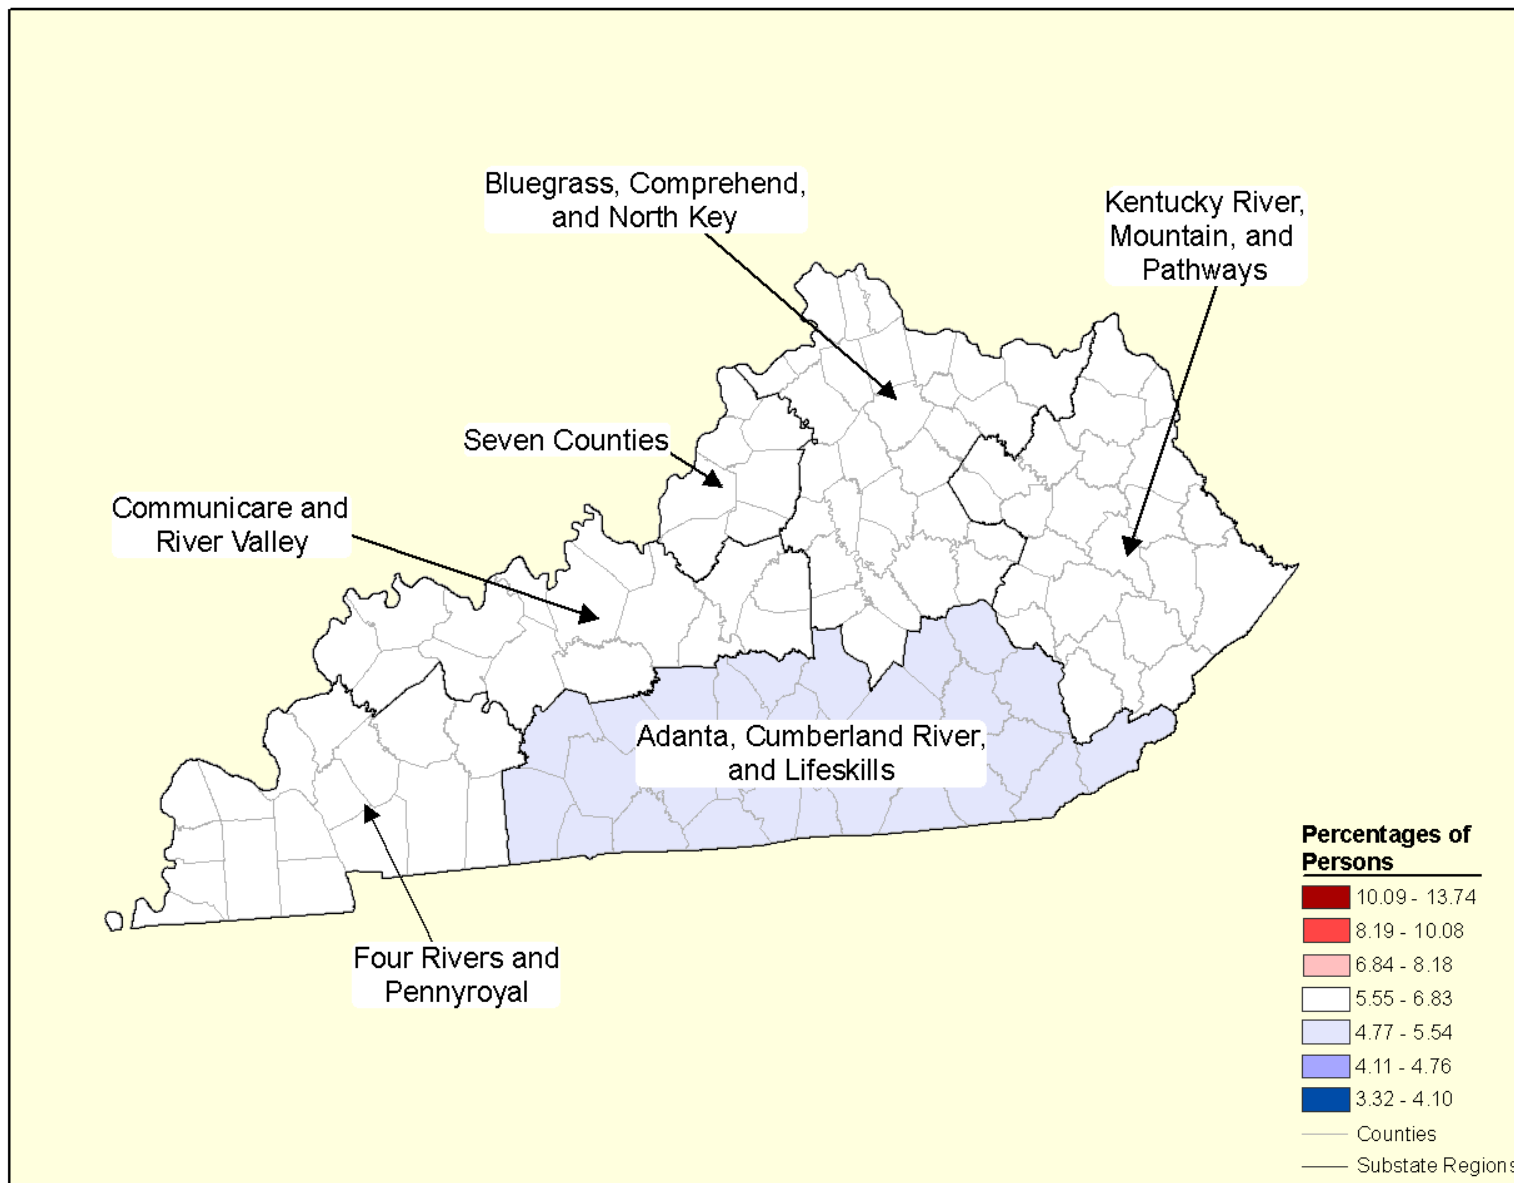 Bluegrass, Comprehend,
and North Key
Kentucky River,
Mountain, and
Pathways
Seven Counties
Communicare and
River Valley
Adanta, Cumberland River,
and Lifeskills
Four Rivers and
Pennyroyal
Percentages of
Persons
10.09 - 13.74
8.19 - 10.08
6.84 - 8.18
5.55 - 6.83
4.77 - 5.54
4.11 - 4.76
3.32 - 4.10
Counties
Substate Regions